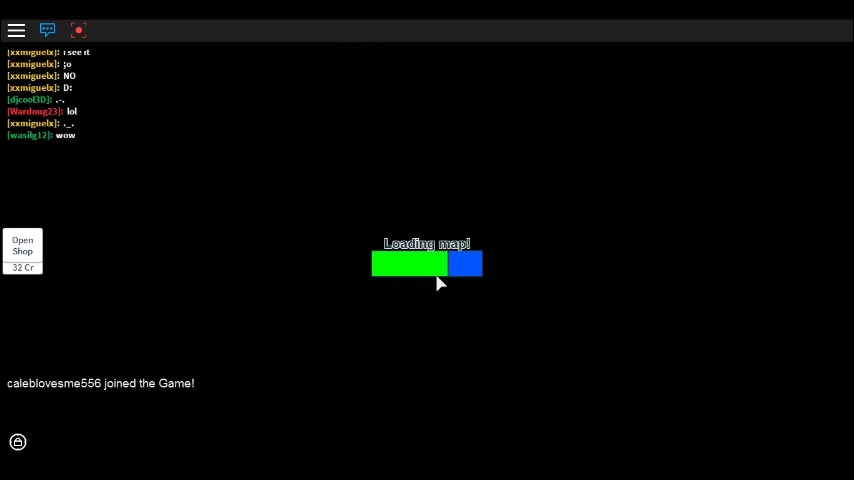 [xxmiguelx]: i see it
[xxmiguelx]: ;o
[xxmiguelx]: NO
[xxmiguelx]: D:
[djcool3D]: .-.
[Wardoug23]: lol
[xxmiguelx]: ._.
[wasilg12]: wow
Open
Shop
32 Cr
Loading map!
caleblovesme556 joined the Game!